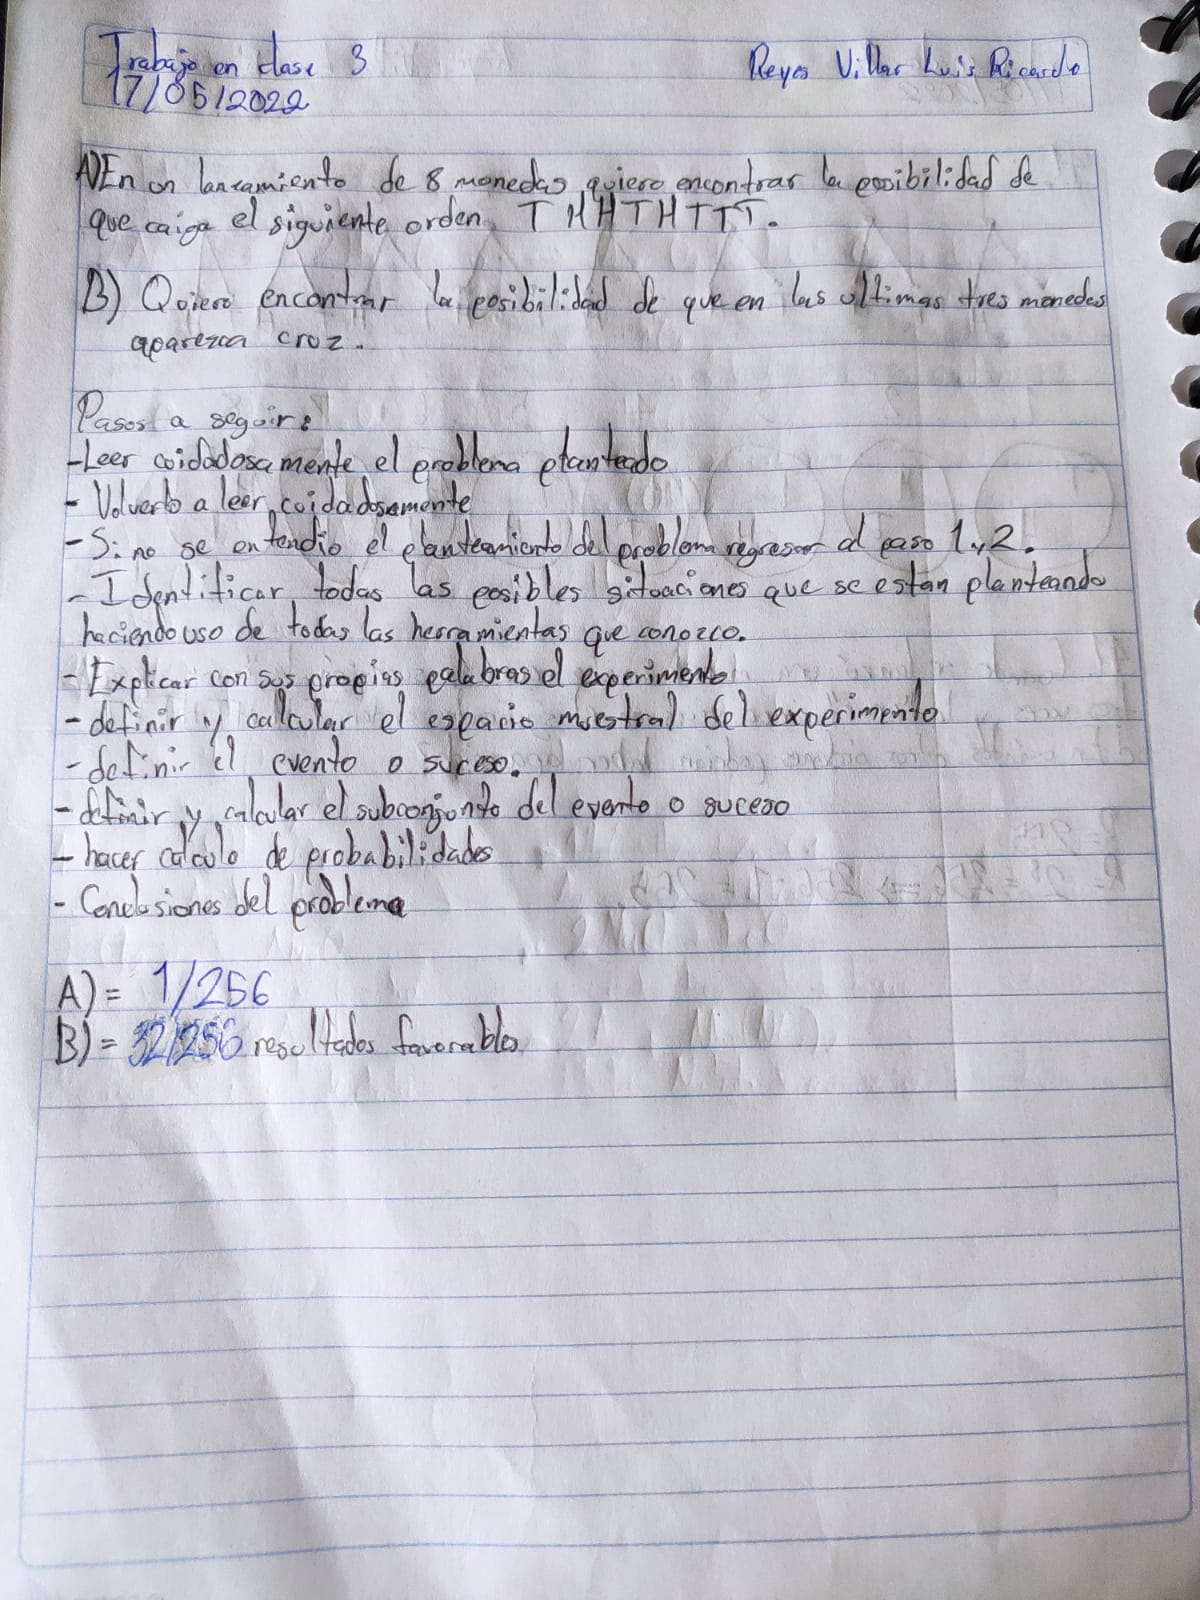 Trabajo en clase 3 Reyes Villar Luis Ricardo
17/05/2022
A) En un lanzamiento de 8 monedas quiero encontrar la posibilidad de
que caiga el siguiente orden THHTHTTT.
B) Quiero encontrar la posibilidad de que en las ultimas tres monedas
aparezca cruz.
Pasos a seguir:
-Leer cuidadosamente el problema planteado
- Volverlo a leer cuidadosamente
- Si no se entendio el planteamiento del problema regresar al paso 1 y 2.
- Identificar todas las posibles situaciones que se estan planteando
haciendo uso de todas las herramientas que conozco.
- Explicar con sus propias palabras el experimento
- definir y calcular el espacio muestral del experimento
- definir el evento o suceso.
- definir y calcular el subconjunto del evento o suceso
- hacer calculo de probabilidades
- Conclusiones del problema
A) = 1/256
B) = 32/256 resultados favorables